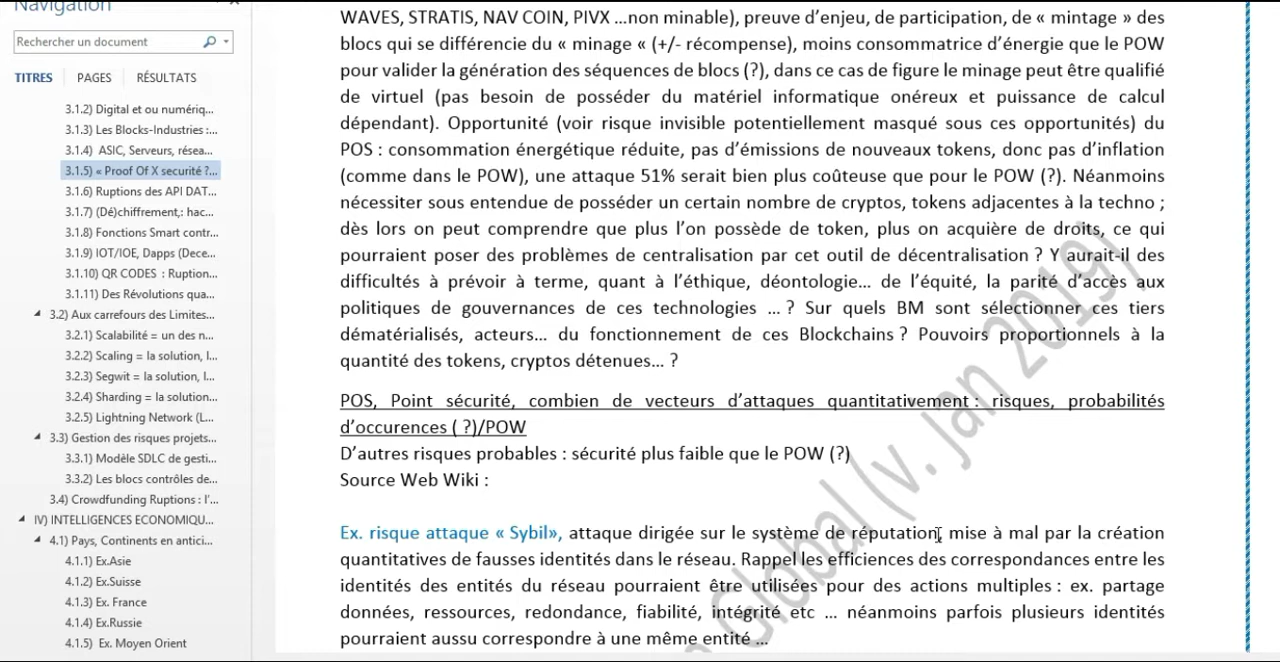 Navigation
Rechercher un document
TITRES PAGES RÉSULTATS
3.1.2) Digital et ou numériq...
3.1.3) Les Blocks-Industries :...
3.1.4) ASIC, Serveurs, résea...
3.1.5) « Proof Of X securité ?...
3.1.6) Ruptions des API DAT...
3.1.7) (Dé)chiffrement,: hac...
3.1.8) Fonctions Smart contr...
3.1.9) IOT/IOE, Dapps (Dece...
3.1.10) QR CODES : Ruption...
3.1.11) Des Révolutions qua...
3.2) Aux carrefours des Limites...
3.2.1) Scalabilité = un des n...
3.2.2) Scaling = la solution, l...
3.2.3) Segwit = la solution, l...
3.2.4) Sharding = la solution...
3.2.5) Lightning Network (L...
3.3) Gestion des risques projets...
3.3.1) Modèle SDLC de gesti...
3.3.2) Les blocs contrôles de...
3.4) Crowdfunding Ruptions : l'...
IV) INTELLIGENCES ECONOMIQU...
4.1) Pays, Continents en antici...
4.1.1) Ex.Asie
4.1.2) Ex.Suisse
4.1.3) Ex. France
4.1.4) Ex.Russie
4.1.5) Ex. Moyen Orient
WAVES, STRATIS, NAV COIN, PIVX ...non minable), preuve d'enjeu, de participation, de « mintage » des
blocs qui se différencie du « minage « (+/- récompense), moins consommatrice d'énergie que le POW
pour valider la génération des séquences de blocs (?), dans ce cas de figure le minage peut être qualifié
de virtuel (pas besoin de posséder du matériel informatique onéreux et puissance de calcul
dépendant). Opportunité (voir risque invisible potentiellement masqué sous ces opportunités) du
POS : consommation énergétique réduite, pas d'émissions de nouveaux tokens, donc pas d'inflation
(comme dans le POW), une attaque 51% serait bien plus coûteuse que pour le POW (?). Néanmoins
nécessiter sous entendue de posséder un certain nombre de cryptos, tokens adjacentes à la techno ;
dès lors on peut comprendre que plus l'on possède de token, plus on acquière de droits, ce qui
pourraient poser des problèmes de centralisation par cet outil de décentralisation ? Y aurait-il des
difficultés à prévoir à terme, quant à l'éthique, déontologie... de l'équité, la parité d'accès aux
politiques de gouvernances de ces technologies ... ? Sur quels BM sont sélectionner ces tiers
dématérialisés, acteurs... du fonctionnement de ces Blockchains ? Pouvoirs proportionnels à la
quantité des tokens, cryptos détenues... ?
POS, Point sécurité, combien de vecteurs d'attaques quantitativement : risques, probabilités
d'occurences ( ?)/POW
D'autres risques probables : sécurité plus faible que le POW (?)
Source Web Wiki :
Ex. risque attaque « Sybil», attaque dirigée sur le système de réputation, mise à mal par la création
quantitatives de fausses identités dans le réseau. Rappel les efficiences des correspondances entre les
identités des entités du réseau pourraient être utilisées pour des actions multiples : ex. partage
données, ressources, redondance, fiabilité, intégrité etc ... néanmoins parfois plusieurs identités
pourraient aussu correspondre à une même entité ...
Global (v. jan 2019)